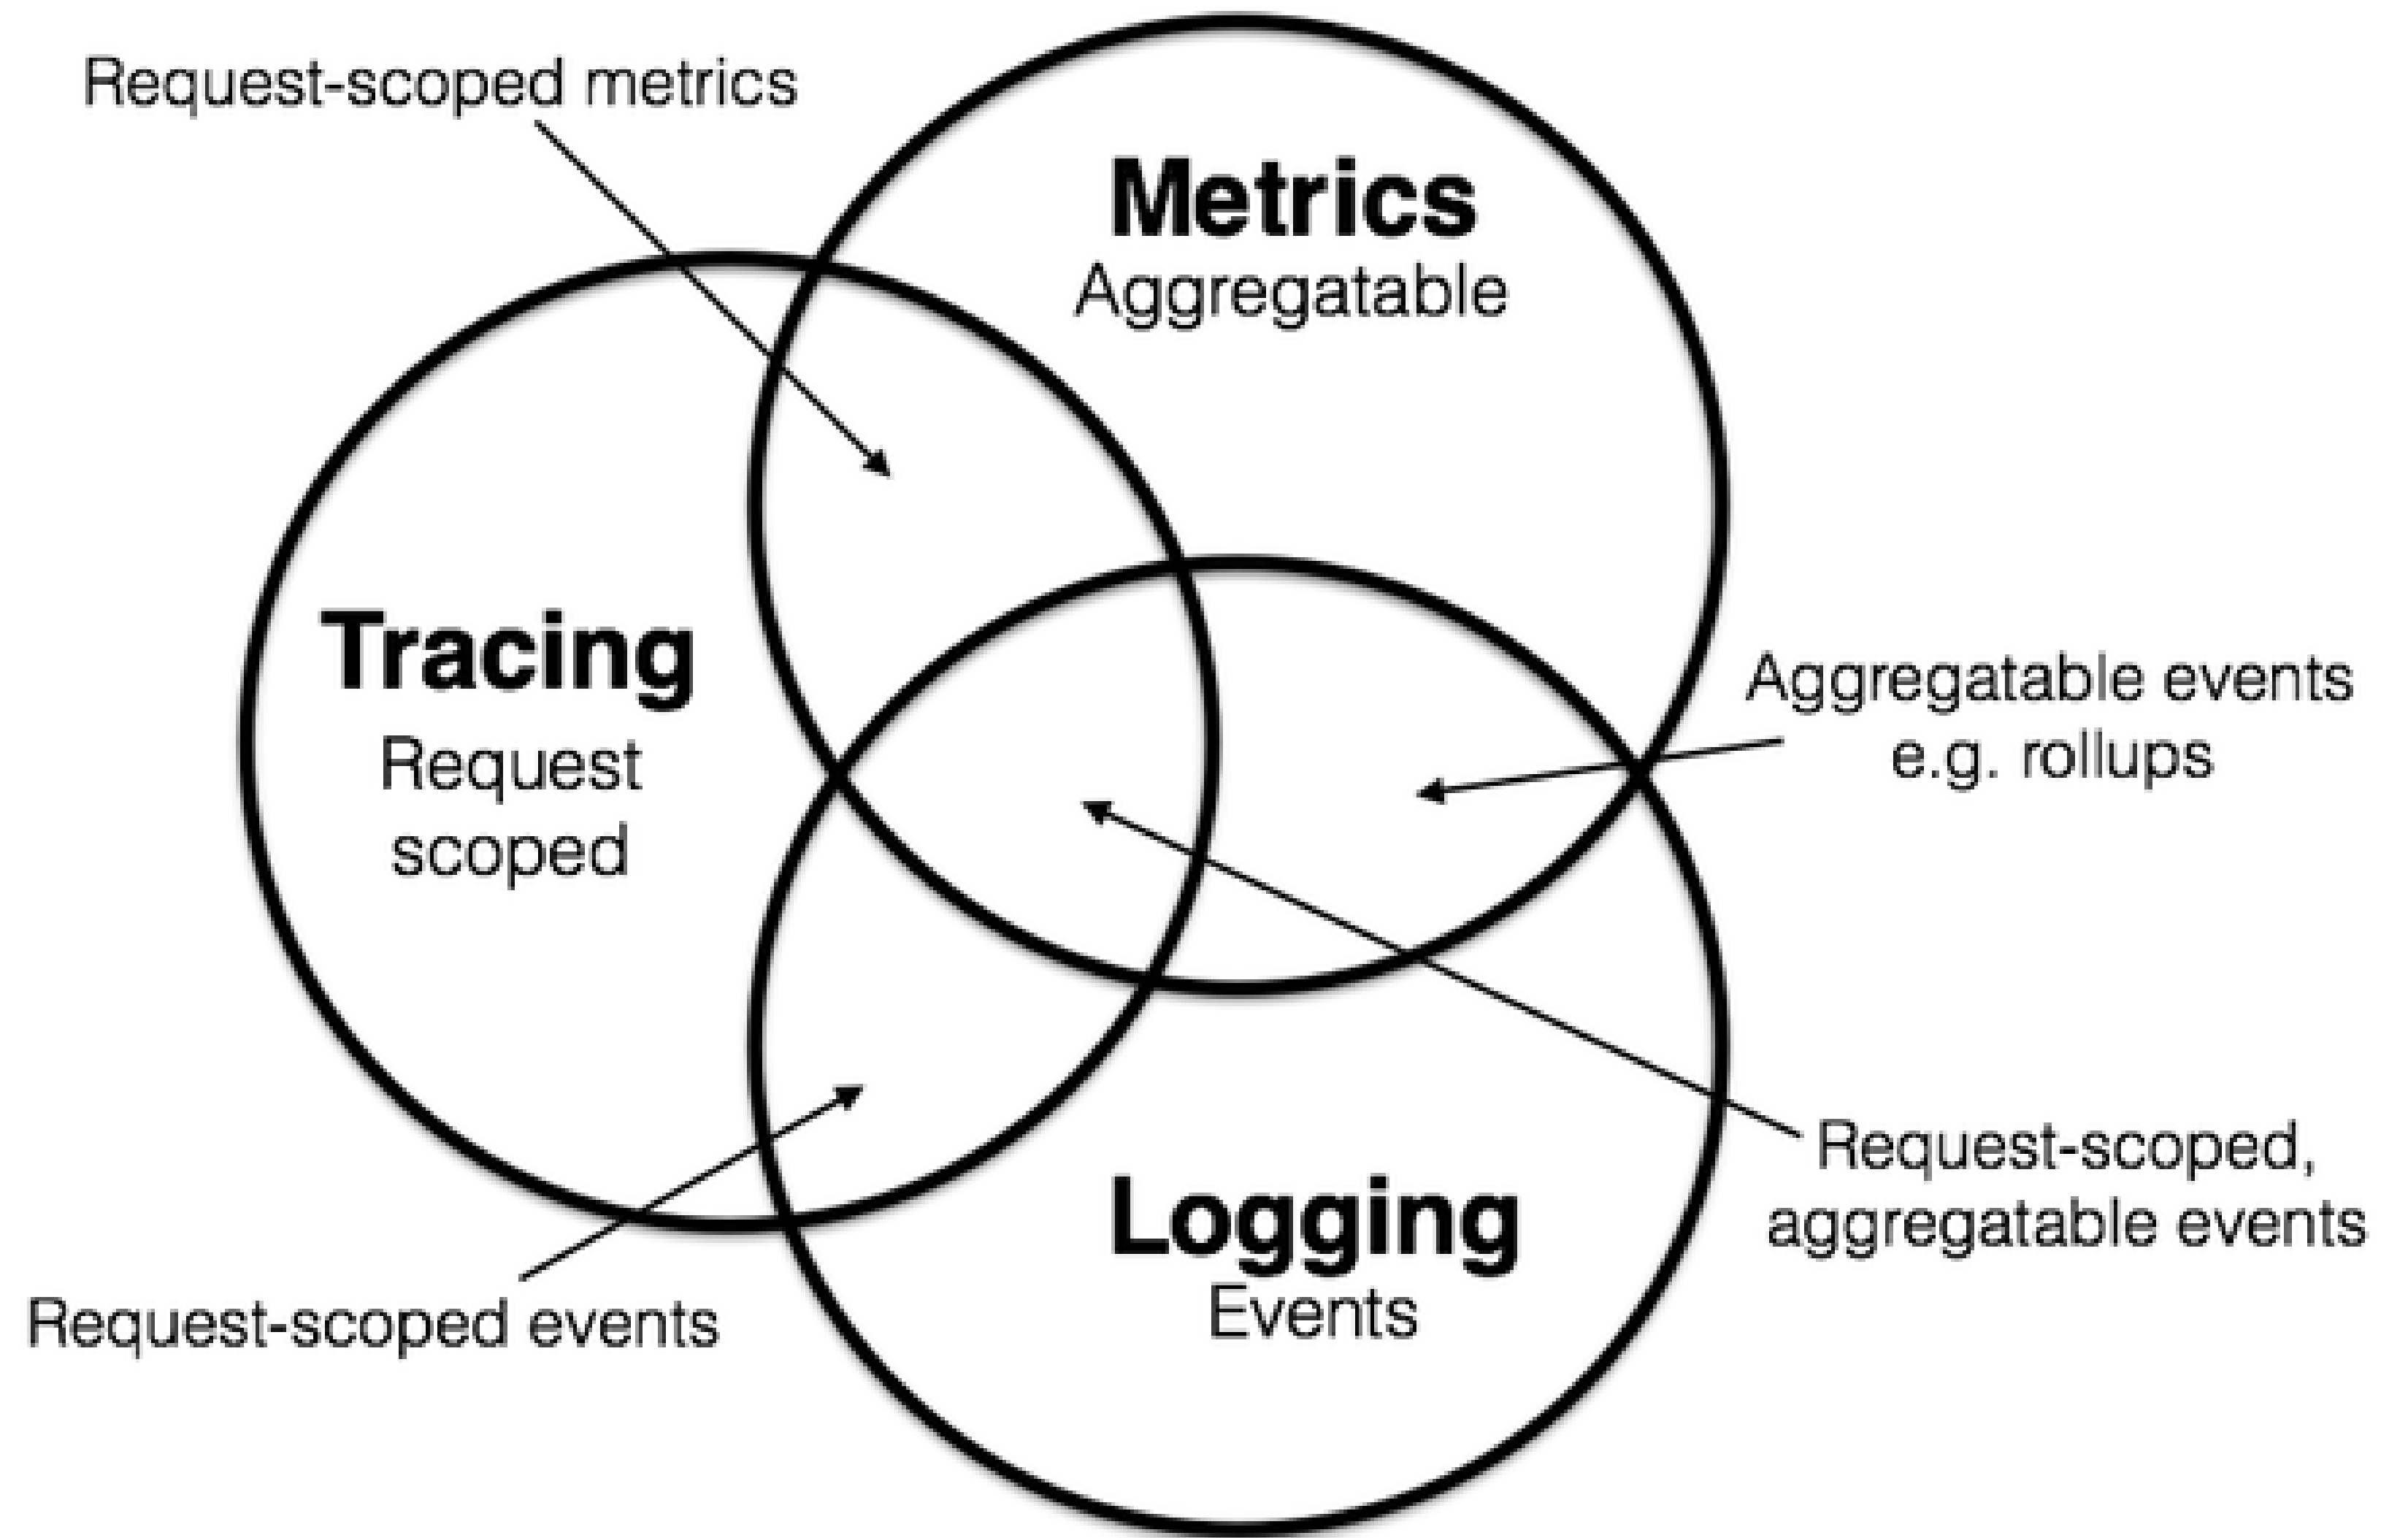 Request-scoped metrics
Metrics
Aggregatable
Tracing
Request
scoped
Aggregatable events
e.g. rollups
Request-scoped,
aggregatable events
Logging
Events
Request-scoped events